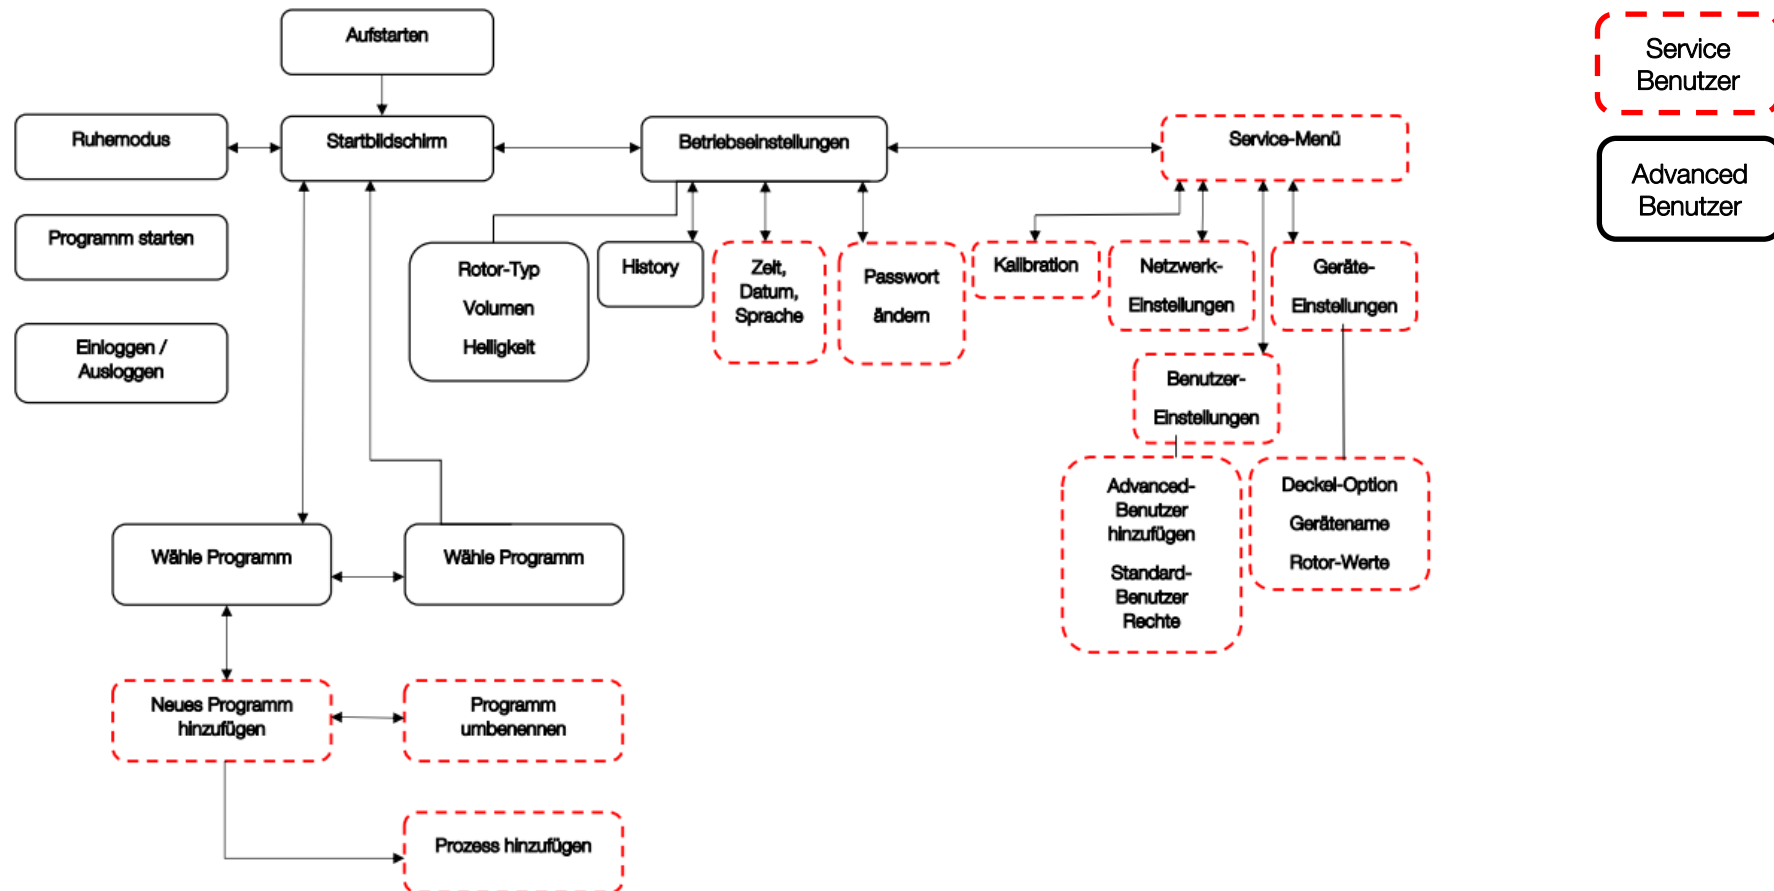 Aufstarten
Service
Benutzer
Ruhemodus
Startbildschirm
Betriebseinstellungen
Service-Menü
Advanced
Benutzer
Programm starten
Rotor-Typ
Volumen
Helligkeit
History
Zeit,
Datum,
Sprache
Passwort
ändern
Kalibration
Netzwerk-
Einstellungen
Geräte-
Einstellungen
Einloggen /
Ausloggen
Benutzer-
Einstellungen
Advanced-
Benutzer
hinzufügen
Standard-
Benutzer
Rechte
Deckel-Option
Gerätename
Rotor-Werte
Wähle Programm
Wähle Programm
Neues Programm
hinzufügen
Programm
umbenennen
Prozess hinzufügen